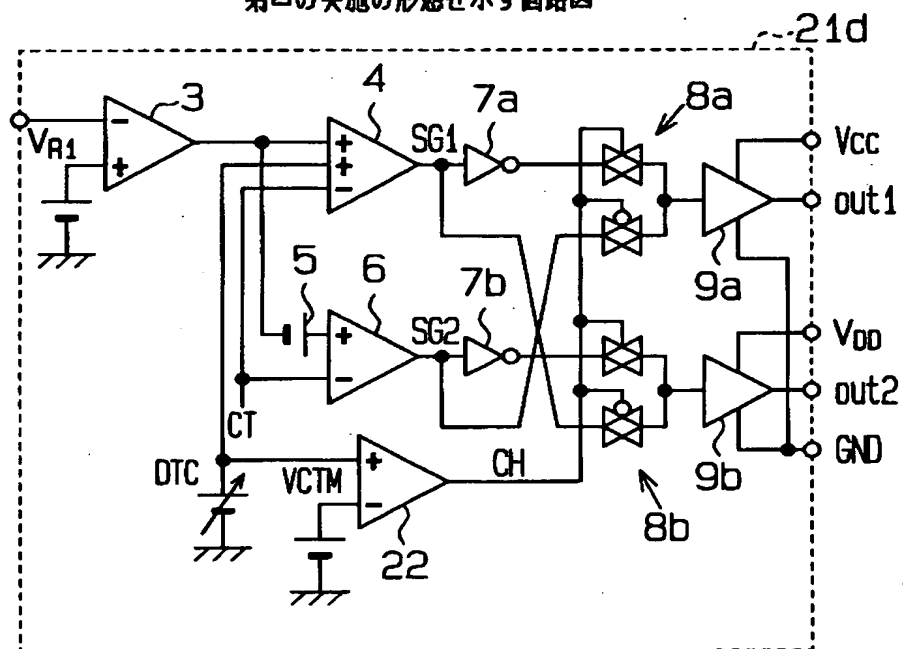 21d
3
VR1
4
SG1
7a
8a
VCC
out1
9a
5
6
SG2
7b
VDD
out2
GND
9b
CT
DTC
VCTM
CH
22
8b